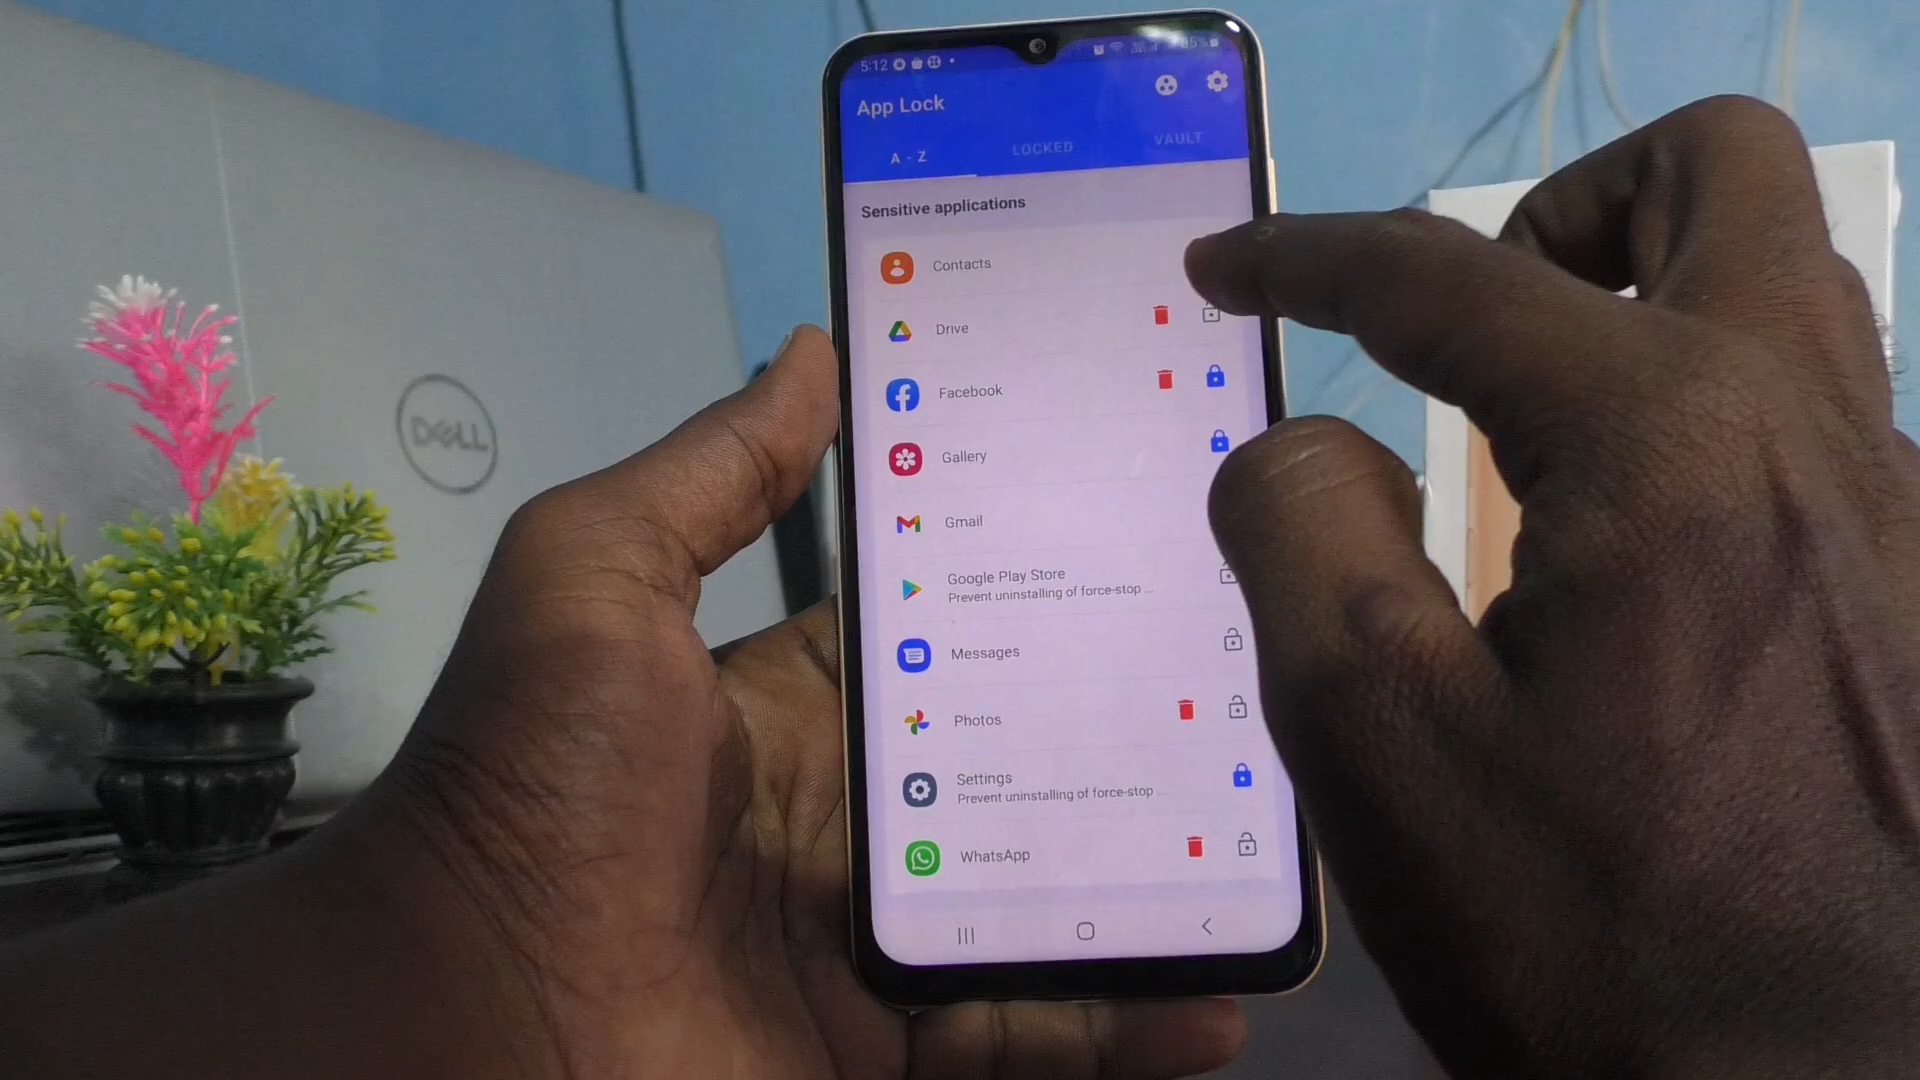 5:12
App Lock
A - Z
LOCKED
VAULT
Sensitive applications
Contacts
Drive
Facebook
Gallery
Gmail
Google Play Store
Prevent uninstalling of force-stop ...
Messages
Photos
Settings
Prevent uninstalling of force-stop ...
WhatsApp
DELL